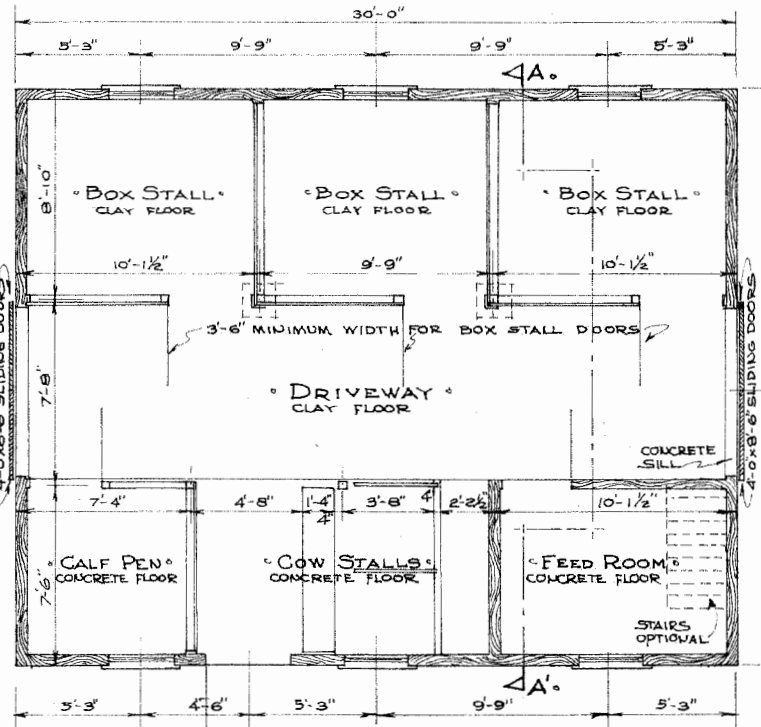 30'-0"
5'-3" 9'-9" 9'-9" 5'-3"
A.
8'-10"
BOX STALL
CLAY FLOOR
BOX STALL
CLAY FLOOR
BOX STALL
CLAY FLOOR
10'-1½" 9'-9" 10'-1½"
3'-6" MINIMUM WIDTH FOR BOX STALL DOORS
SLIDING DOORS
7'-8"
DRIVEWAY
CLAY FLOOR
4-0x8'-6" SLIDING DOORS
CONCRETE
SILL
7'-4" 4'-8" 1'-4" 3'-8" 4" 2'-2½" 10'-1½"
4"
7'-6"
CALF PEN
CONCRETE FLOOR
COW STALLS
CONCRETE FLOOR
FEED ROOM
CONCRETE FLOOR
STAIRS
OPTIONAL
A'.
5'-3" 4'-6" 5'-3" 9'-9" 5'-3"